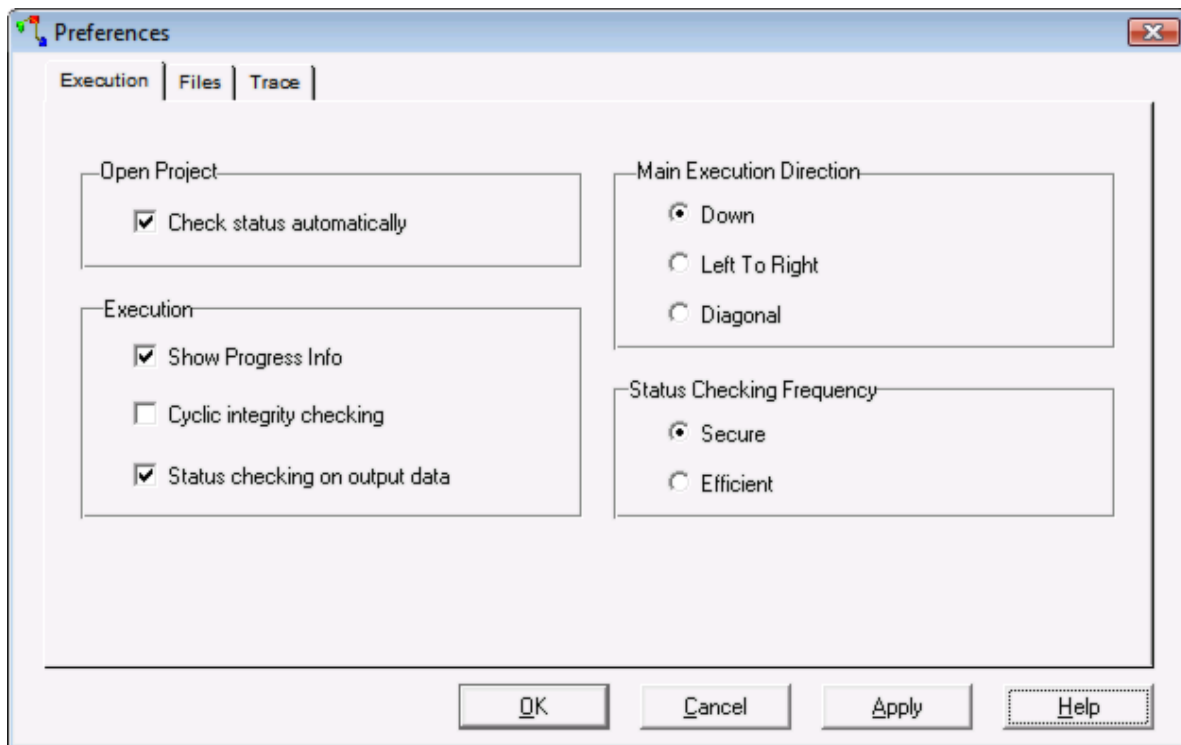 Preferences
Execution Files Trace
Open Project
Check status automatically
Execution
Show Progress Info
Cyclic integrity checking
Status checking on output data
Main Execution Direction
Down
Left To Right
Diagonal
Status Checking Frequency
Secure
Efficient
OK Cancel Apply Help